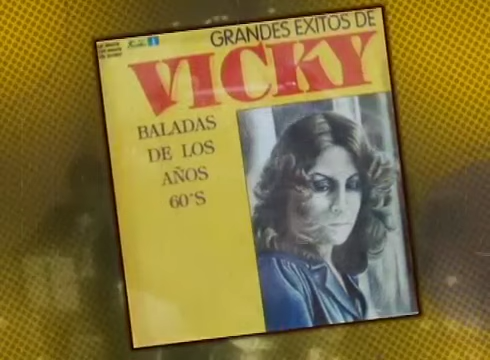 GRANDES EXITOS DE
VICKY
BALADAS
DE LOS
AÑOS
60"S